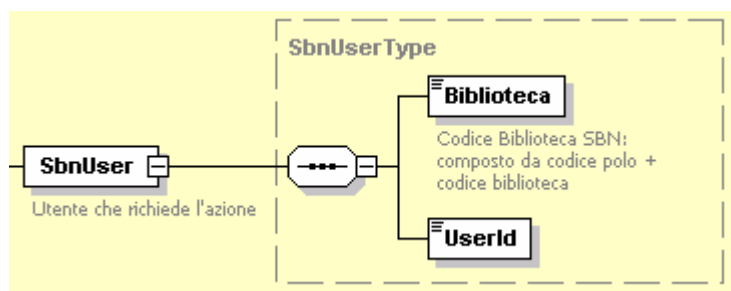 SbnUserType
Biblioteca
Codice Biblioteca SBN:
composto da codice polo +
codice biblioteca
SbnUser
Utente che richiede l'azione
UserId